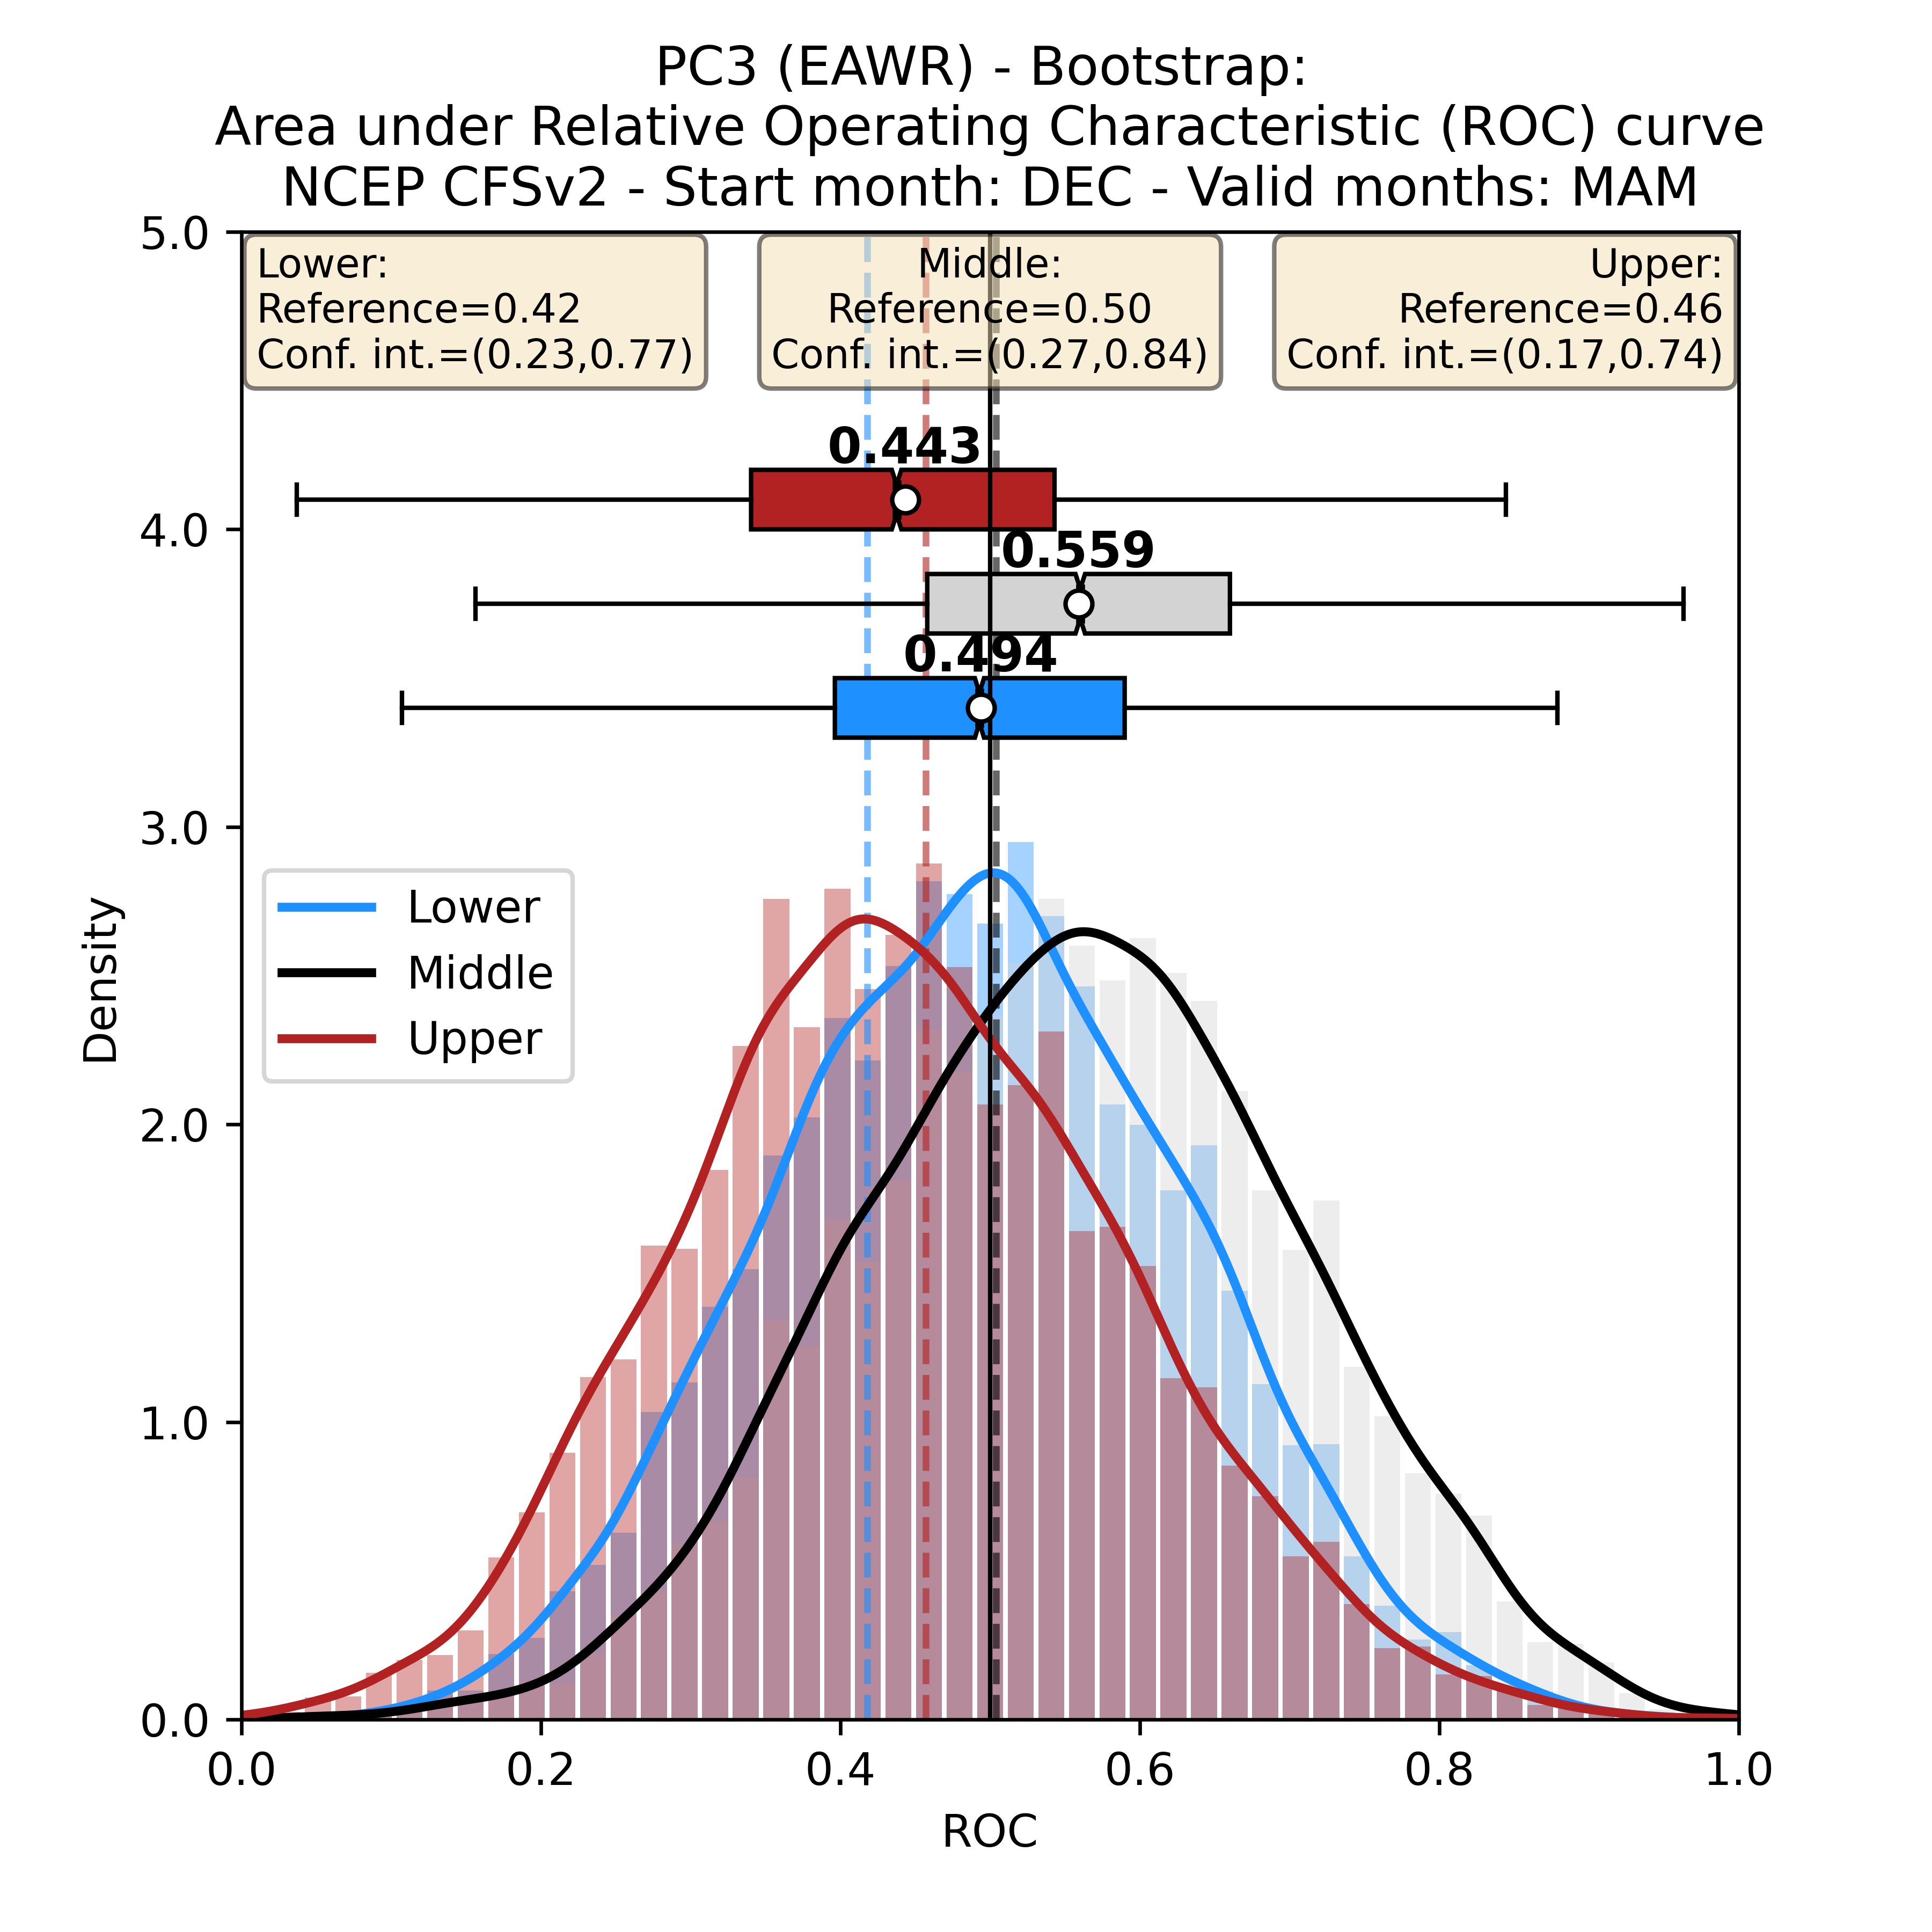 PC3 (EAWR) - Bootstrap:
Area under Relative Operating Characteristic (ROC) curve
NCEP CFSv2 - Start month: DEC - Valid months: MAM
Lower:
Reference=0.42
Conf. int.=(0.23,0.77)
Middle:
Reference=0.50
Conf. int.=(0.27,0.84)
Upper:
Reference=0.46
Conf. int.=(0.17,0.74)
0.443
0.559
0.494
Lower
Middle
Upper
Density
5.0
4.0
3.0
2.0
1.0
0.0
0.0
0.2
0.4
0.6
0.8
1.0
ROC